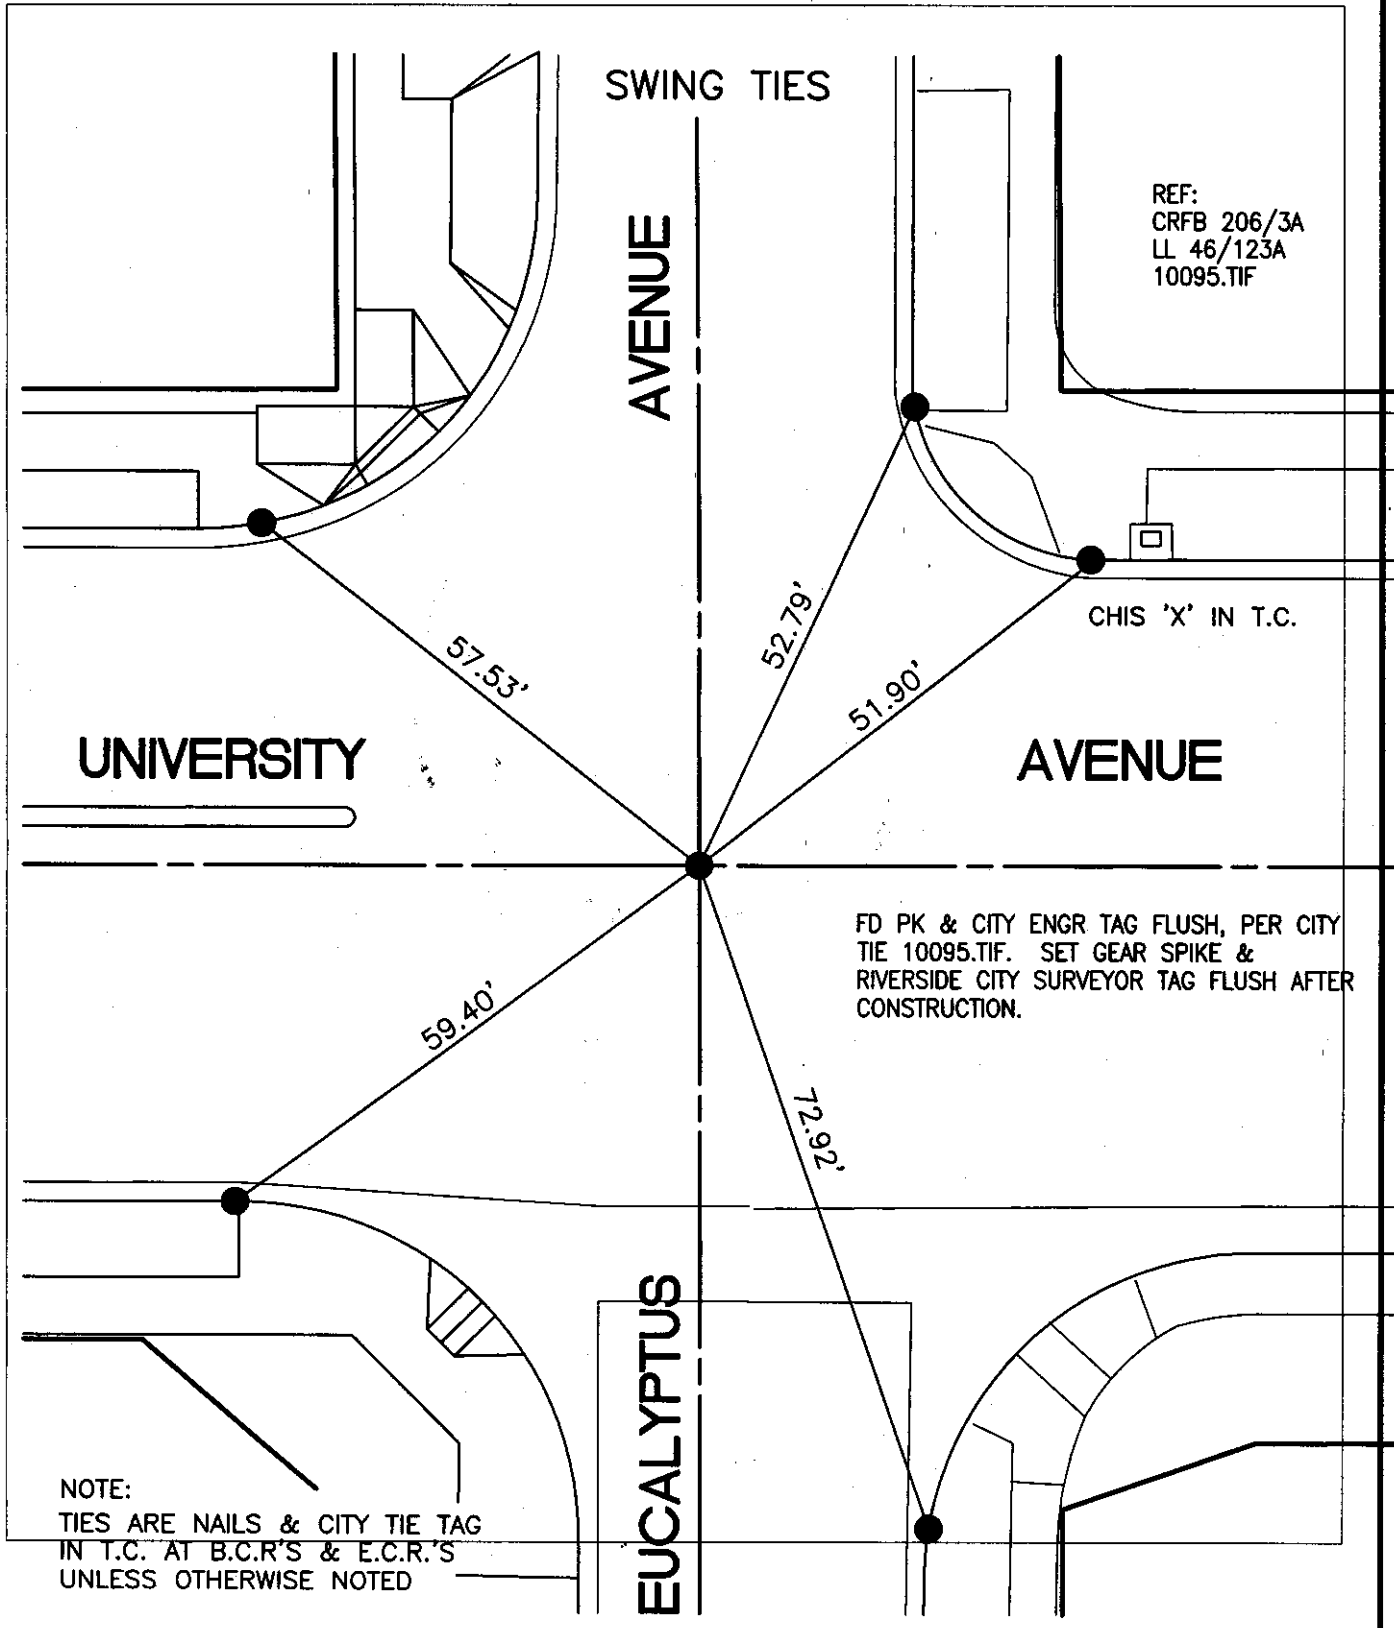 SWING TIES
REF:
CRFB 206/3A
LL 46/123A
10095.TIF
AVENUE
CHIS 'X' IN T.C.
57.53'
52.79'
51.90'
UNIVERSITY
AVENUE
FD PK & CITY ENGR TAG FLUSH, PER CITY
TIE 10095.TIF. SET GEAR SPIKE &
RIVERSIDE CITY SURVEYOR TAG FLUSH AFTER
CONSTRUCTION.
59.40'
72.92'
EUCALYPTUS
NOTE:
TIES ARE NAILS & CITY TIE TAG
IN T.C. AT B.C.R'S & E.C.R.'S
UNLESS OTHERWISE NOTED